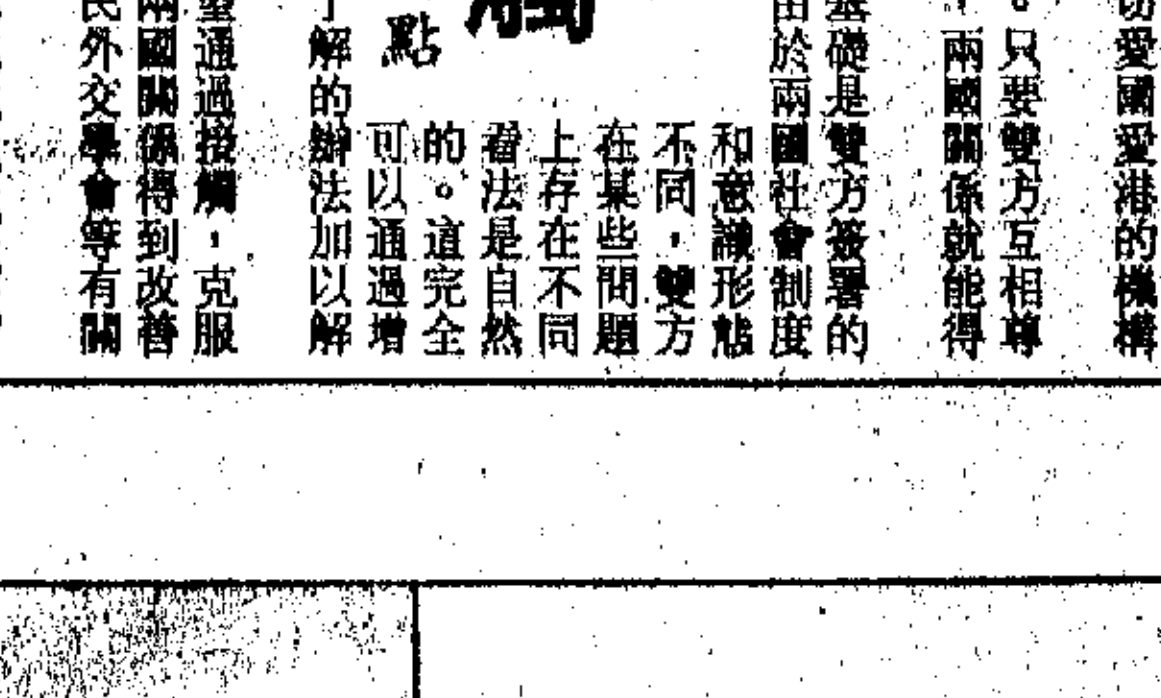 切愛國愛港的機構
。只要雙方互相尊
，兩國關係就能得
基礎是雙方簽署的
由於兩國社會制度
和意識形態
不同，雙方
在某些問題
上存在不同
看法是自然
的。這完全
可以通過增
了解的辦法加以解
觸
點
望通過接觸，克服
兩國關係得到改善
民外交學會等有關